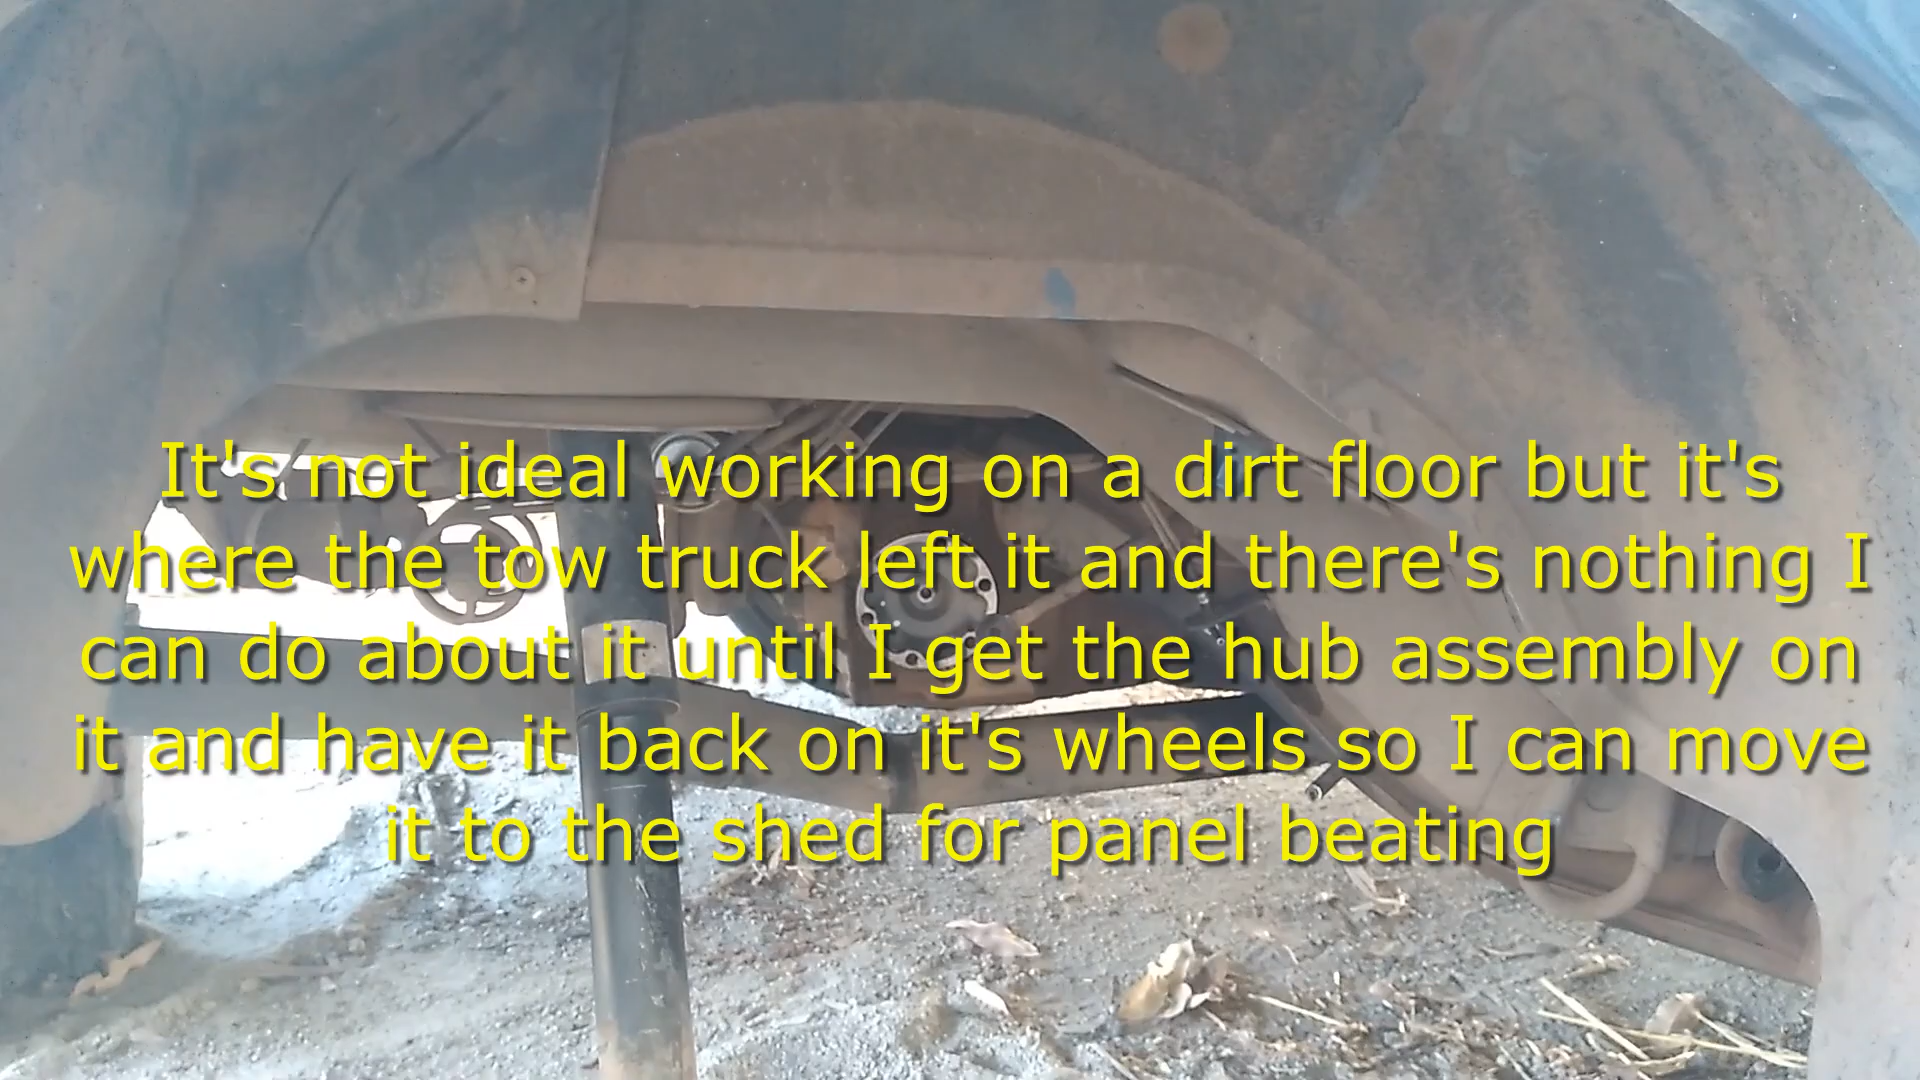 It's not ideal working on a dirt floor but it's
where the tow truck left it and there's nothing I
can do about it until I get the hub assembly on
it and have it back on it's wheels so I can move
it to the shed for panel beating